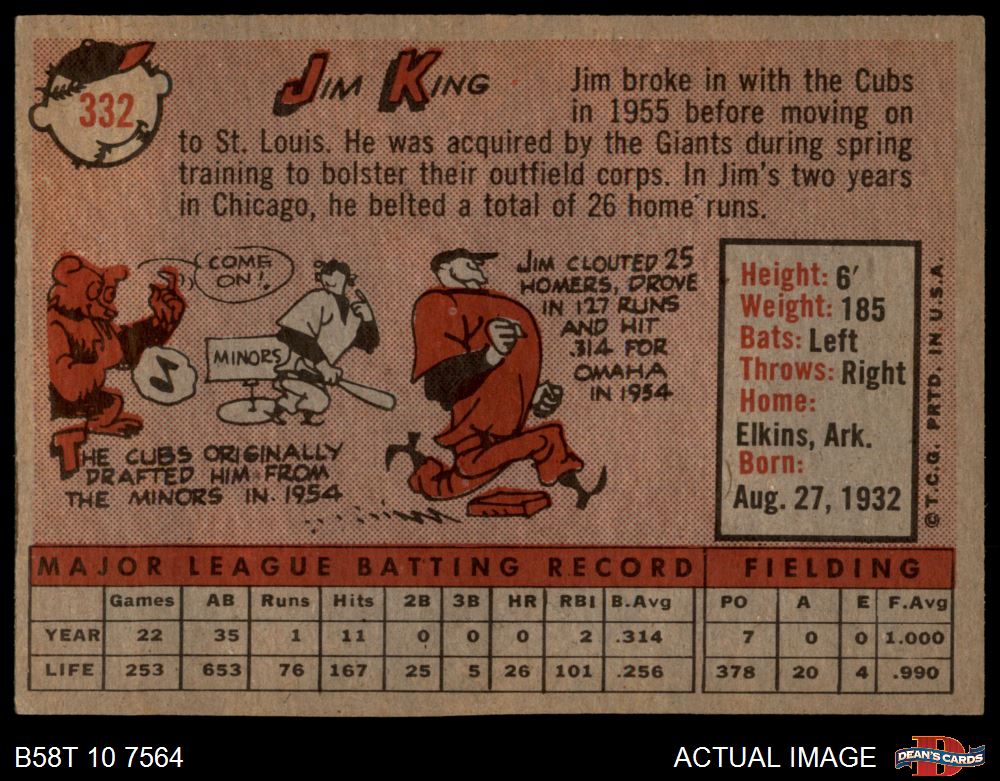 332
JIM KING
Jim broke in with the Cubs
in 1955 before moving on
to St. Louis. He was acquired by the Giants during spring
training to bolster their outfield corps. In Jim's two years
in Chicago, he belted a total of 26 home runs.
COME
ON!
MINORS
THE CUBS ORIGINALLY
DRAFTED HIM FROM
THE MINORS IN 1954
JIM CLOUTED 25
HOMERS, DROVE
IN 127 RUNS
AND HIT
.314 FOR
OMAHA
IN 1954
Height: 6'
Weight: 185
Bats: Left
Throws: Right
Home:
Elkins, Ark.
Born:
Aug. 27, 1932
© T.C.G. PRTD. IN U.S.A.
MAJOR LEAGUE BATTING RECORD FIELDING
Games AB Runs Hits 2B 3B HR RBI B.Avg PO A E F.Avg
YEAR 22 35 1 11 0 0 0 2 .314 7 0 0 1.000
LIFE 253 653 76 167 25 5 26 101 .256 378 20 4 .990
B58T 10 7564
ACTUAL IMAGE
D
DEAN'S CARDS